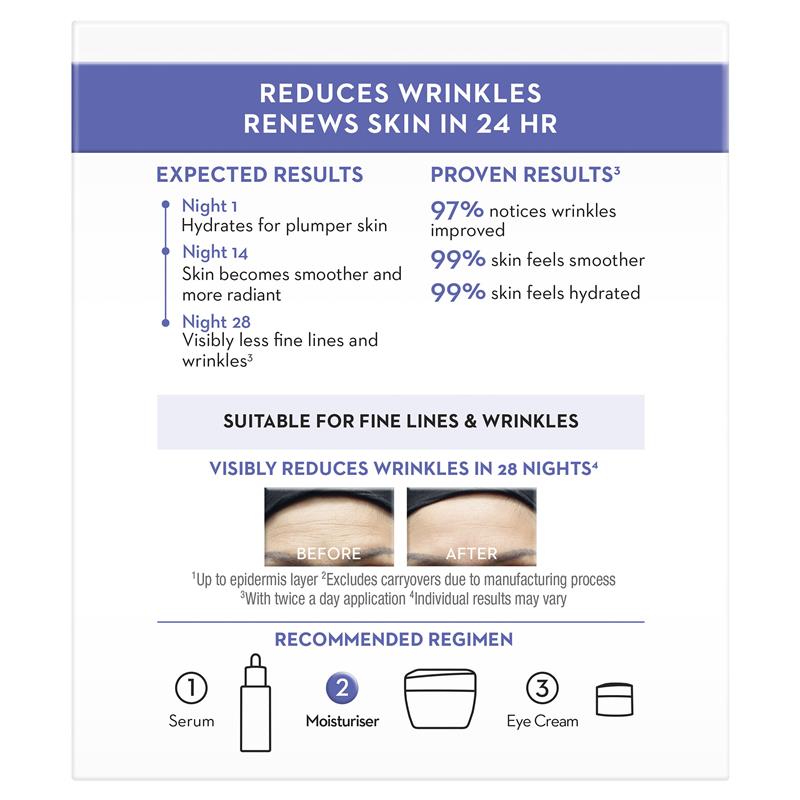 REDUCES WRINKLES
RENEWS SKIN IN 24 HR
EXPECTED RESULTS
Night 1
Hydrates for plumper skin
Night 14
Skin becomes smoother and
more radiant
Night 28
Visibly less fine lines and
wrinkles³
PROVEN RESULTS³
97% notices wrinkles
improved
99% skin feels smoother
99% skin feels hydrated
SUITABLE FOR FINE LINES & WRINKLES
VISIBLY REDUCES WRINKLES IN 28 NIGHTS⁴
BEFORE
AFTER
¹Up to epidermis layer ²Excludes carryovers due to manufacturing process
³With twice a day application ⁴Individual results may vary
RECOMMENDED REGIMEN
1
Serum
2
Moisturiser
3
Eye Cream